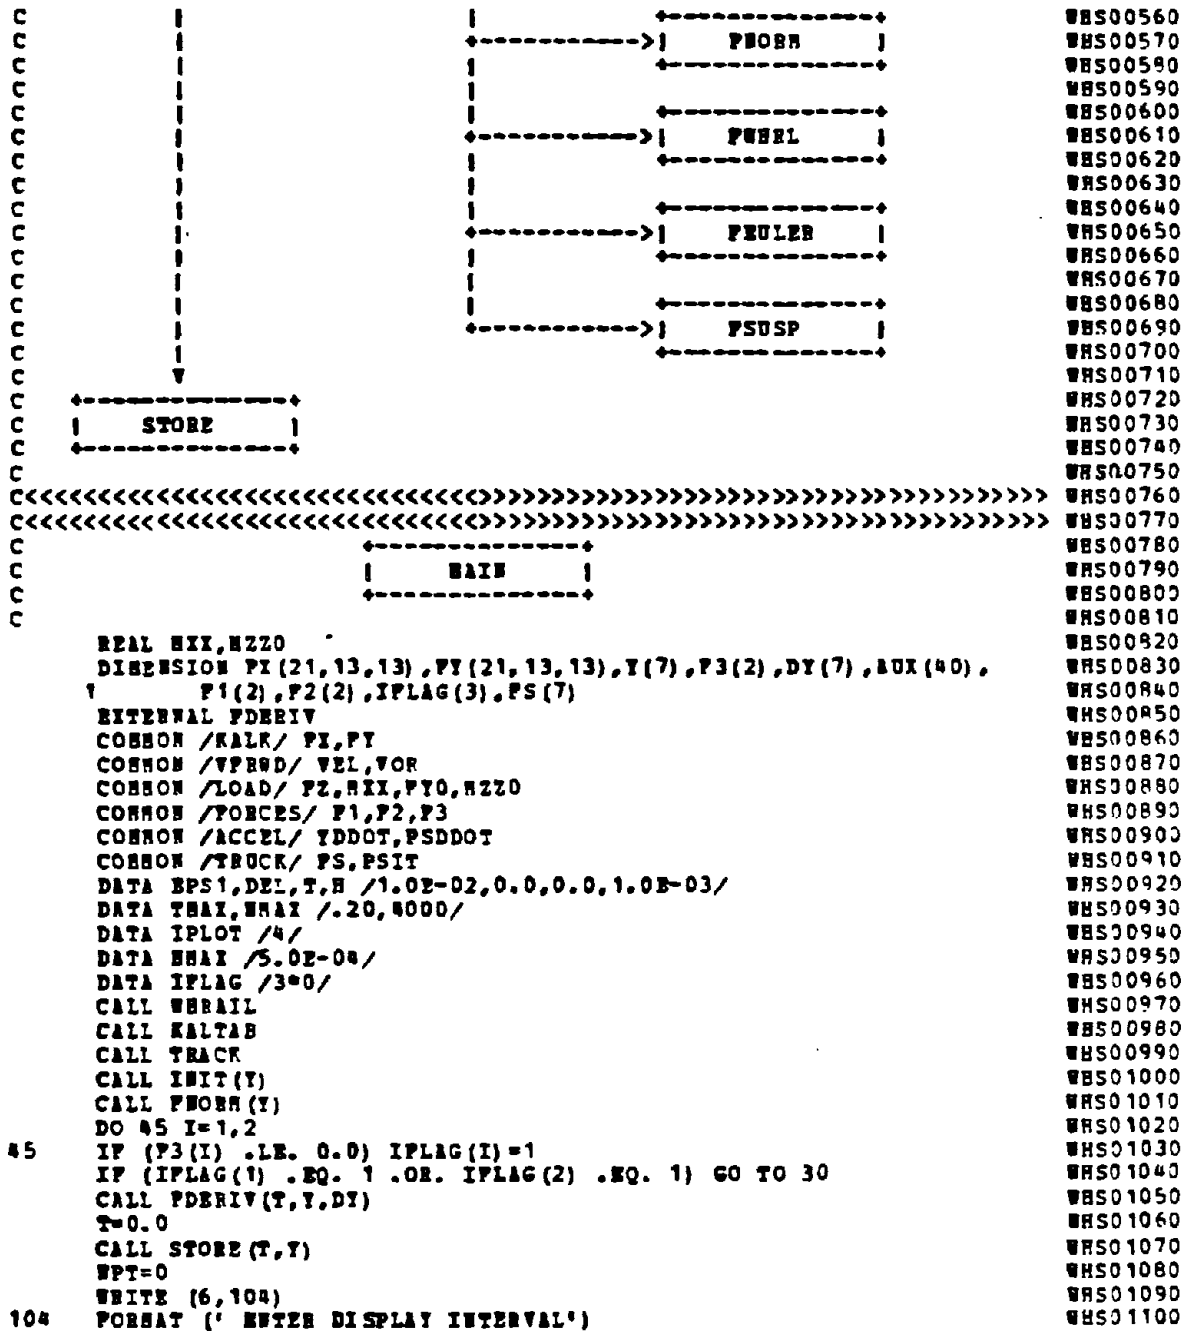 C | | +---------------+ WHS00560
C | +------------>| FNORM | WHS00570
C | | +---------------+ WHS00580
C | | WHS00590
C | | +---------------+ WHS00600
C | +------------>| FWHRL | WHS00610
C | | +---------------+ WHS00620
C | | WHS00630
C | | +---------------+ WHS00640
C | +------------>| FEULER | WHS00650
C | | +---------------+ WHS00660
C | | WHS00670
C | | +---------------+ WHS00680
C | +------------>| FSUSP | WHS00690
C | +---------------+ WHS00700
C V WHS00710
C +---------------+ WHS00720
C | STORE | WHS00730
C +---------------+ WHS00740
C WHS00750
C<<<<<<<<<<<<<<<<<<<<<<<<<<<<<<<>>>>>>>>>>>>>>>>>>>>>>>>>>>>>>>>>>>>>>> WHS00760
C<<<<<<<<<<<<<<<<<<<<<<<<<<<<<<<>>>>>>>>>>>>>>>>>>>>>>>>>>>>>>>>>>>>>>> WHS00770
C +---------------+ WHS00780
C | MAIN | WHS00790
C +---------------+ WHS00800
C WHS00810
REAL MXX,MZZO WHS00820
DIMENSION FX(21,13,13),FY(21,13,13),Y(7),F3(2),DY(7),AUX(40), WHS00830
1 F1(2),F2(2),IFLAG(3),FS(7) WHS00840
EXTERNAL FDERIV WHS00850
COMMON /KALK/ FX,FY WHS00860
COMMON /VPRWD/ VEL,VOR WHS00870
COMMON /LOAD/ FZ,MXX,FYO,MZZO WHS00880
COMMON /FORCES/ F1,F2,F3 WHS00890
COMMON /ACCEL/ YDDOT,PSDDOT WHS00900
COMMON /TRUCK/ FS,PSIT WHS00910
DATA EPS1,DEL,T,H /1.0E-02,0.0,0.0,1.0E-03/ WHS00920
DATA TMAX,NMAX /.20,4000/ WHS00930
DATA IPLOT /4/ WHS00940
DATA HMAX /5.0E-04/ WHS00950
DATA IFLAG /3*0/ WHS00960
CALL WHRAIL WHS00970
CALL KALTAB WHS00980
CALL TRACK WHS00990
CALL INIT(Y) WHS01000
CALL FNORM(Y) WHS01010
DO 45 I=1,2 WHS01020
45 IF (F3(I) .LE. 0.0) IFLAG(I)=1 WHS01030
IF (IFLAG(1) .EQ. 1 .OR. IFLAG(2) .EQ. 1) GO TO 30 WHS01040
CALL FDERIV(T,Y,DY) WHS01050
T=0.0 WHS01060
CALL STORE(T,Y) WHS01070
NPT=0 WHS01080
WRITE (6,104) WHS01090
104 FORMAT (' ENTER DISPLAY INTERVAL') WHS01100